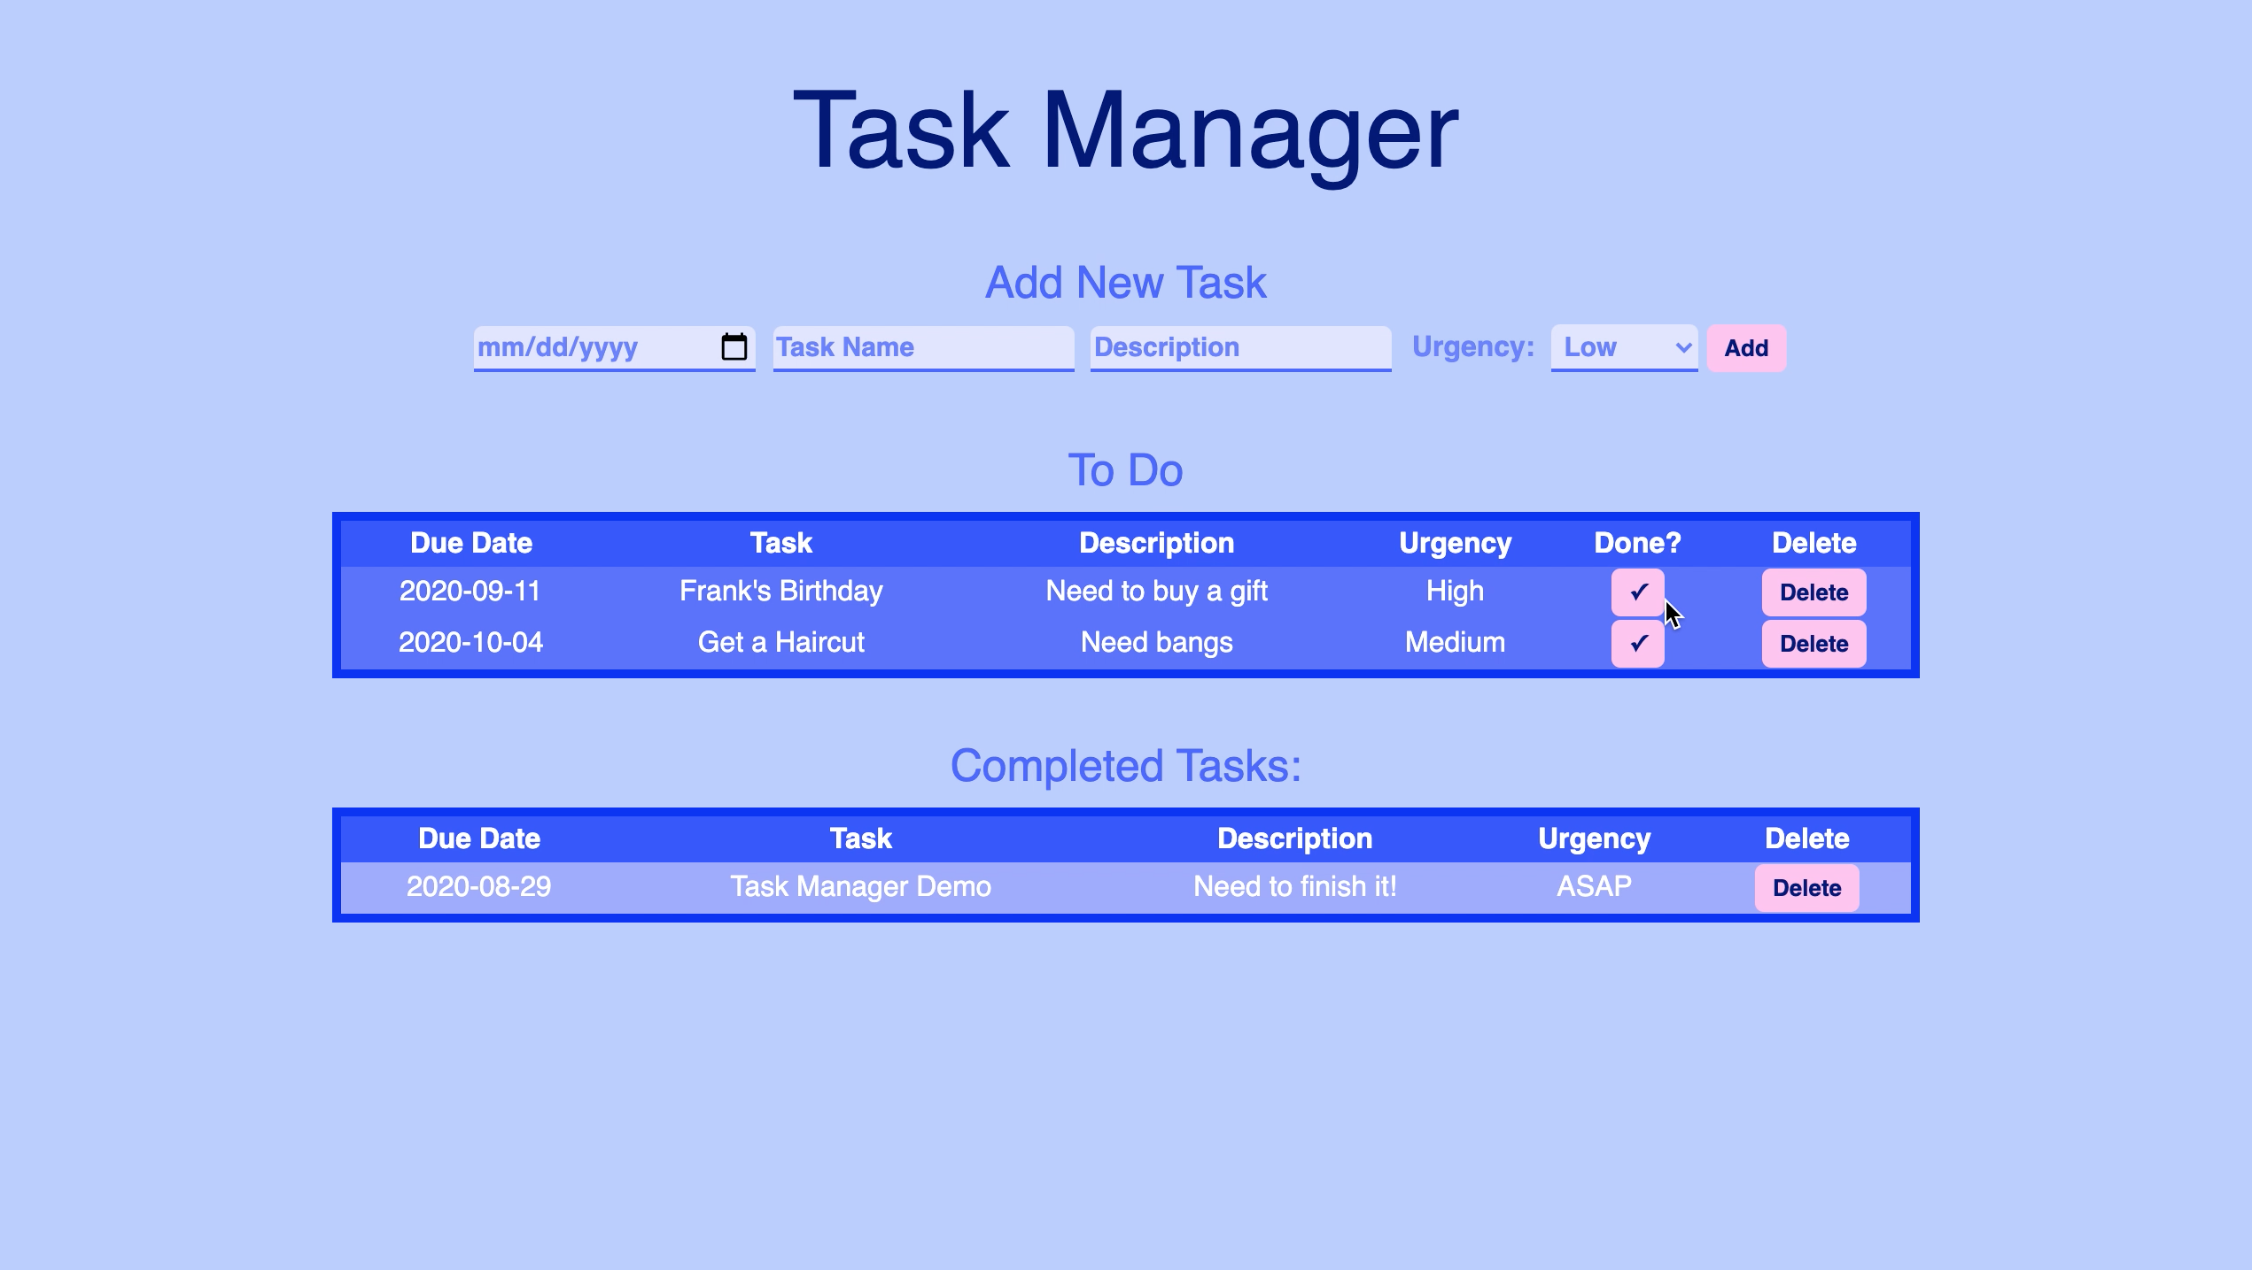 Task Manager
Add New Task
mm/dd/yyyy Task Name Description Urgency: Low Add
To Do
Due Date Task Description Urgency Done? Delete
2020-09-11 Frank's Birthday Need to buy a gift High ✓ Delete
2020-10-04 Get a Haircut Need bangs Medium ✓ Delete
Completed Tasks:
Due Date Task Description Urgency Delete
2020-08-29 Task Manager Demo Need to finish it! ASAP Delete